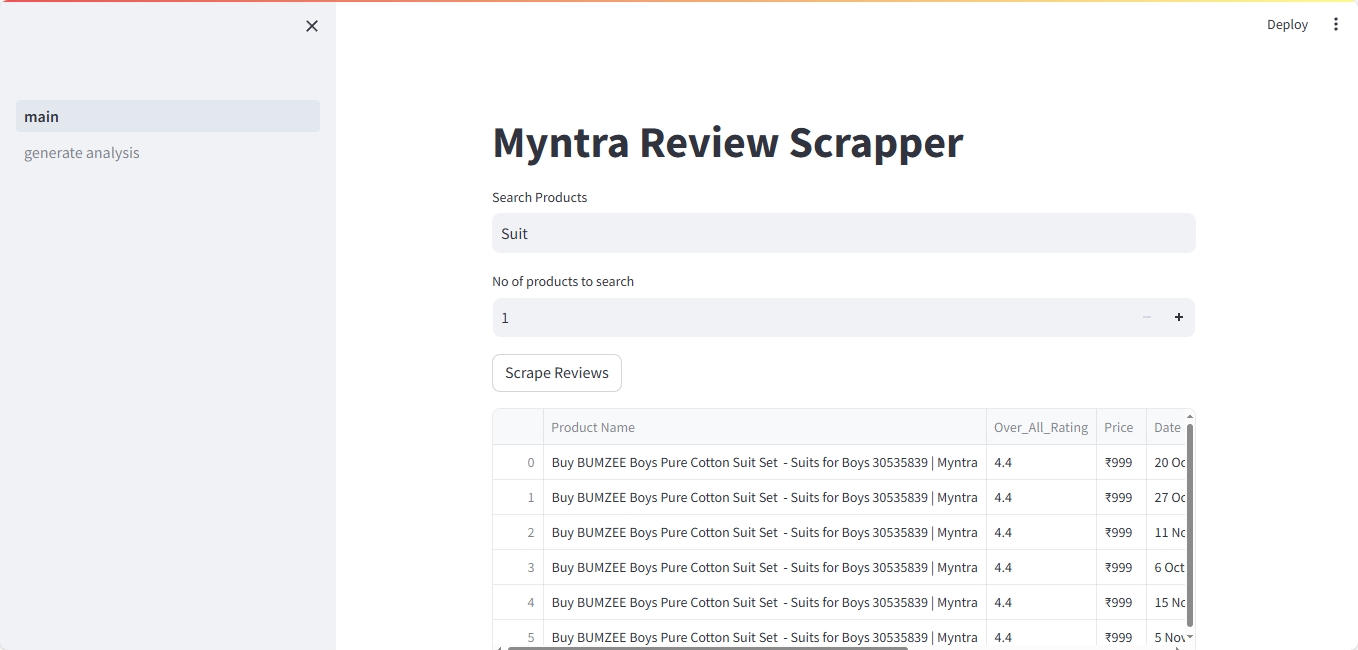 Deploy
main
generate analysis
Myntra Review Scrapper
Search Products
Suit
No of products to search
1
Scrape Reviews
Product Name Over_All_Rating Price Date
0 Buy BUMZEE Boys Pure Cotton Suit Set - Suits for Boys 30535839 | Myntra 4.4 ₹999 20 Oc
1 Buy BUMZEE Boys Pure Cotton Suit Set - Suits for Boys 30535839 | Myntra 4.4 ₹999 27 Oc
2 Buy BUMZEE Boys Pure Cotton Suit Set - Suits for Boys 30535839 | Myntra 4.4 ₹999 11 No
3 Buy BUMZEE Boys Pure Cotton Suit Set - Suits for Boys 30535839 | Myntra 4.4 ₹999 6 Oct
4 Buy BUMZEE Boys Pure Cotton Suit Set - Suits for Boys 30535839 | Myntra 4.4 ₹999 15 No
5 Buy BUMZEE Boys Pure Cotton Suit Set - Suits for Boys 30535839 | Myntra 4.4 ₹999 5 Nov